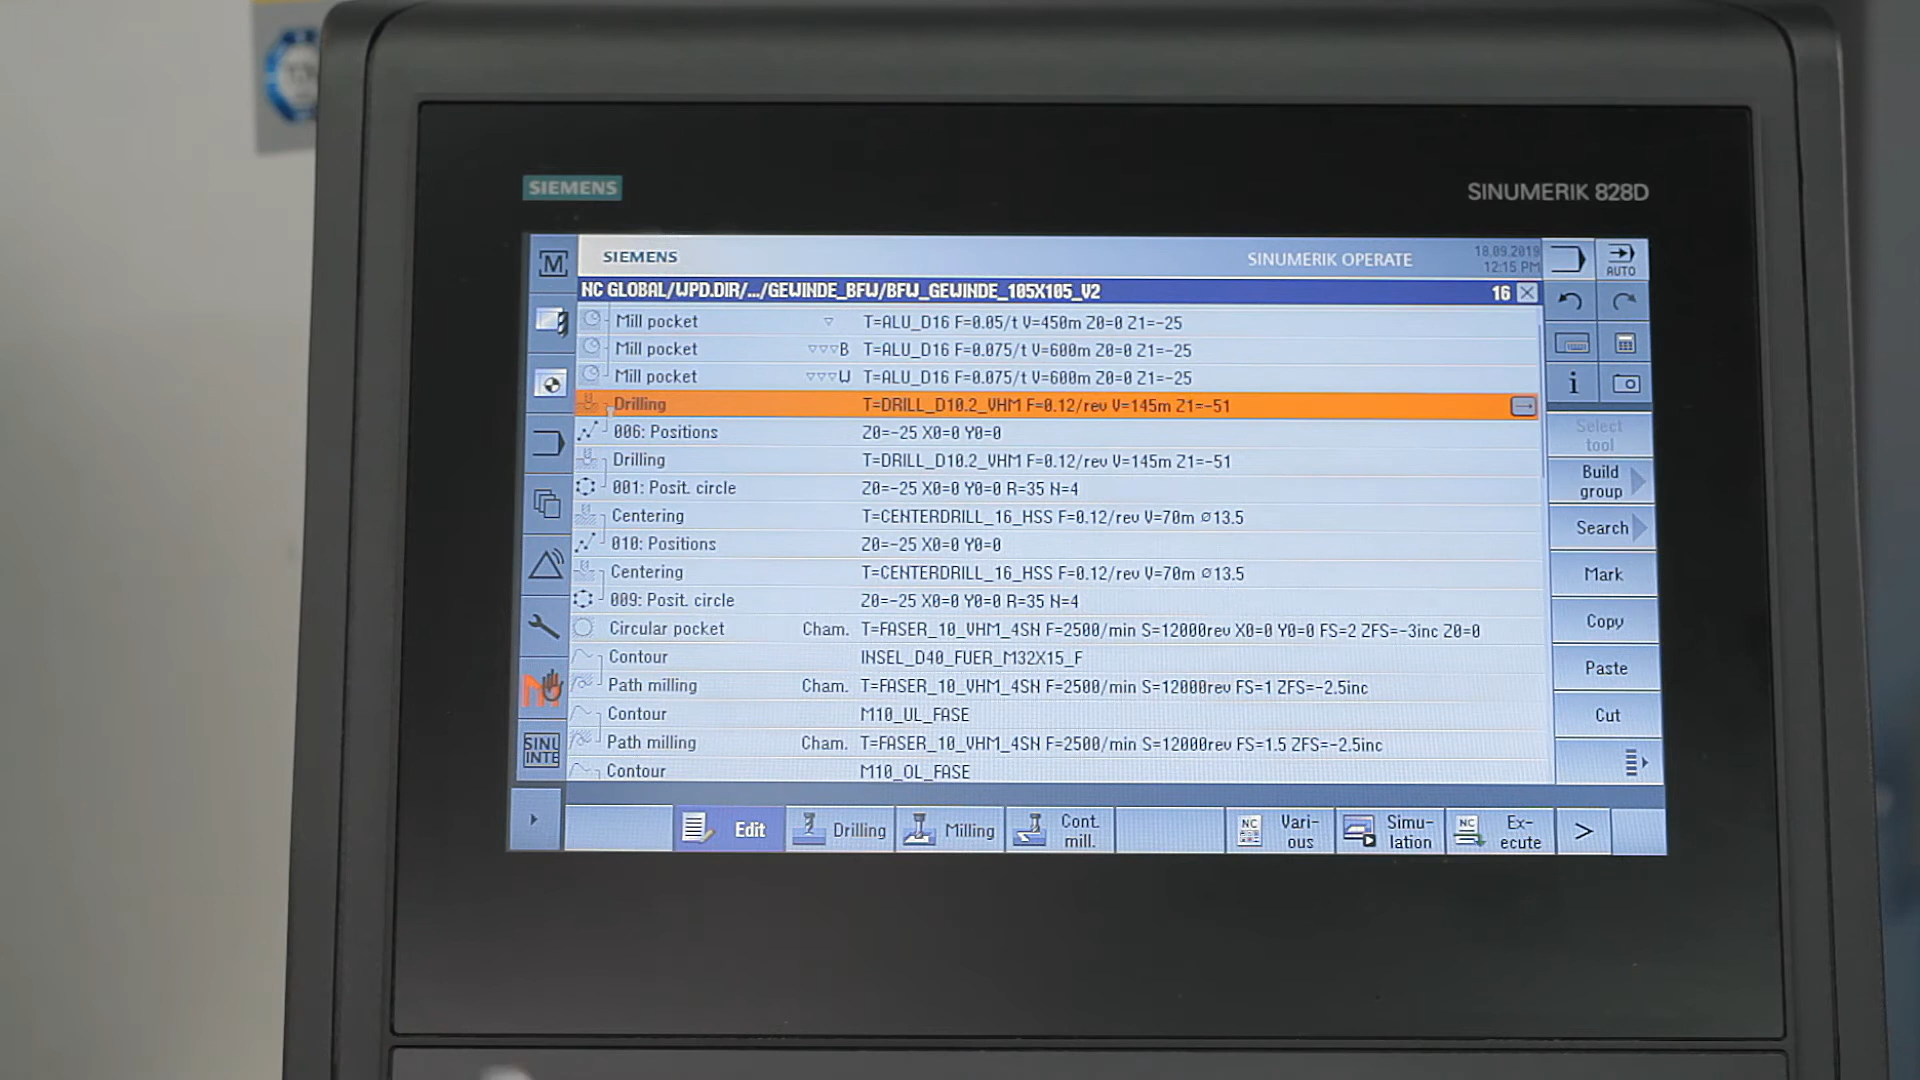 SIEMENS
SINUMERIK 828D
M
SIEMENS
SINUMERIK OPERATE
18.09.2019
12:15 PM
AUTO
NC GLOBAL/WPD.DIR/.../GEWINDE_BFW/BFW_GEWINDE_105X105_V2 16
Mill pocket ▽ T=ALU_D16 F=0.05/t V=450m Z0=0 Z1=-25
Mill pocket ▽▽▽B T=ALU_D16 F=0.075/t V=600m Z0=0 Z1=-25
Mill pocket ▽▽▽W T=ALU_D16 F=0.075/t V=600m Z0=0 Z1=-25
Drilling T=DRILL_D10.2_VHM F=0.12/rev V=145m Z1=-51
006: Positions Z0=-25 X0=0 Y0=0
Drilling T=DRILL_D10.2_VHM F=0.12/rev V=145m Z1=-51
001: Posit. circle Z0=-25 X0=0 Y0=0 R=35 N=4
Centering T=CENTERDRILL_16_HSS F=0.12/rev V=70m ø13.5
010: Positions Z0=-25 X0=0 Y0=0
Centering T=CENTERDRILL_16_HSS F=0.12/rev V=70m ø13.5
009: Posit. circle Z0=-25 X0=0 Y0=0 R=35 N=4
Circular pocket Cham. T=FASER_10_VHM_4SN F=2500/min S=12000rev X0=0 Y0=0 FS=2 ZFS=-3inc Z0=0
Contour INSEL_D40_FUER_M32X15_F
Path milling Cham. T=FASER_10_VHM_4SN F=2500/min S=12000rev FS=1 ZFS=-2.5inc
Contour M10_UL_FASE
Path milling Cham. T=FASER_10_VHM_4SN F=2500/min S=12000rev FS=1.5 ZFS=-2.5inc
Contour M10_OL_FASE
SINU
INTE
i
Select
tool
Build
group
Search
Mark
Copy
Paste
Cut
Edit
Drilling
Milling
Cont.
mill.
NC
Vari-
ous
Simu-
lation
NC
Ex-
ecute
>